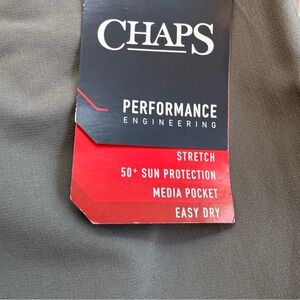 CHAPS
PERFORMANCE
ENGINEERING
STRETCH
50+ SUN PROTECTION
MEDIA POCKET
EASY DRY